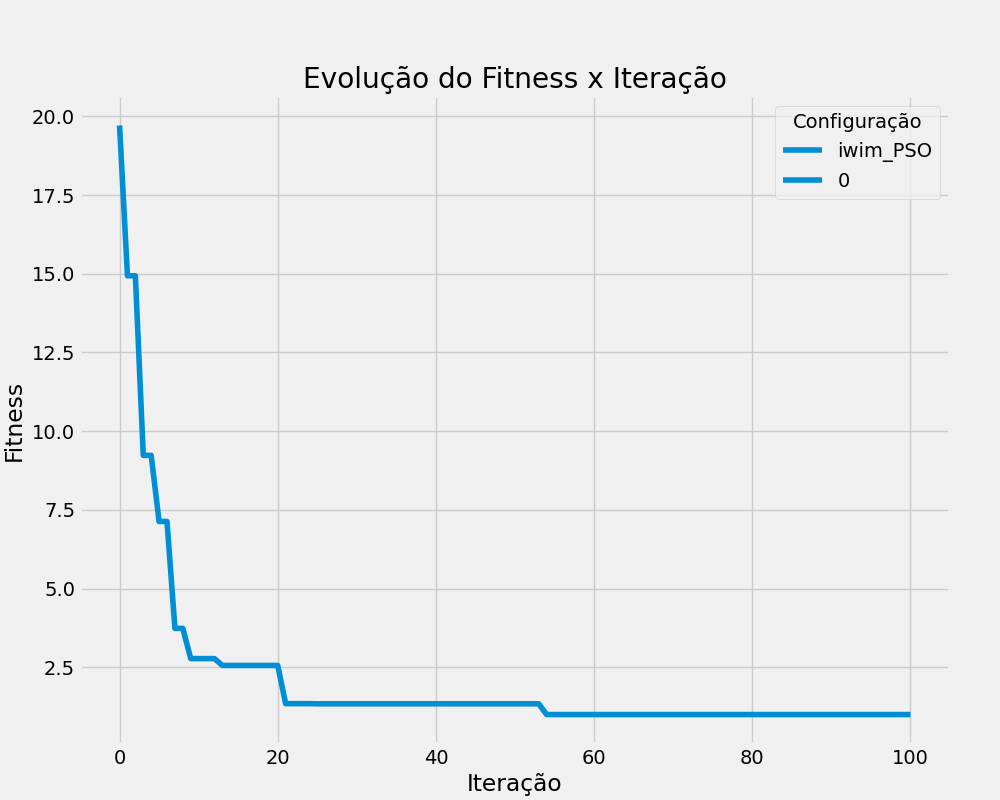 Evolução do Fitness x Iteração
Configuração
iwim_PSO
0
Fitness
20.0
17.5
15.0
12.5
10.0
7.5
5.0
2.5
0 20 40 60 80 100
Iteração